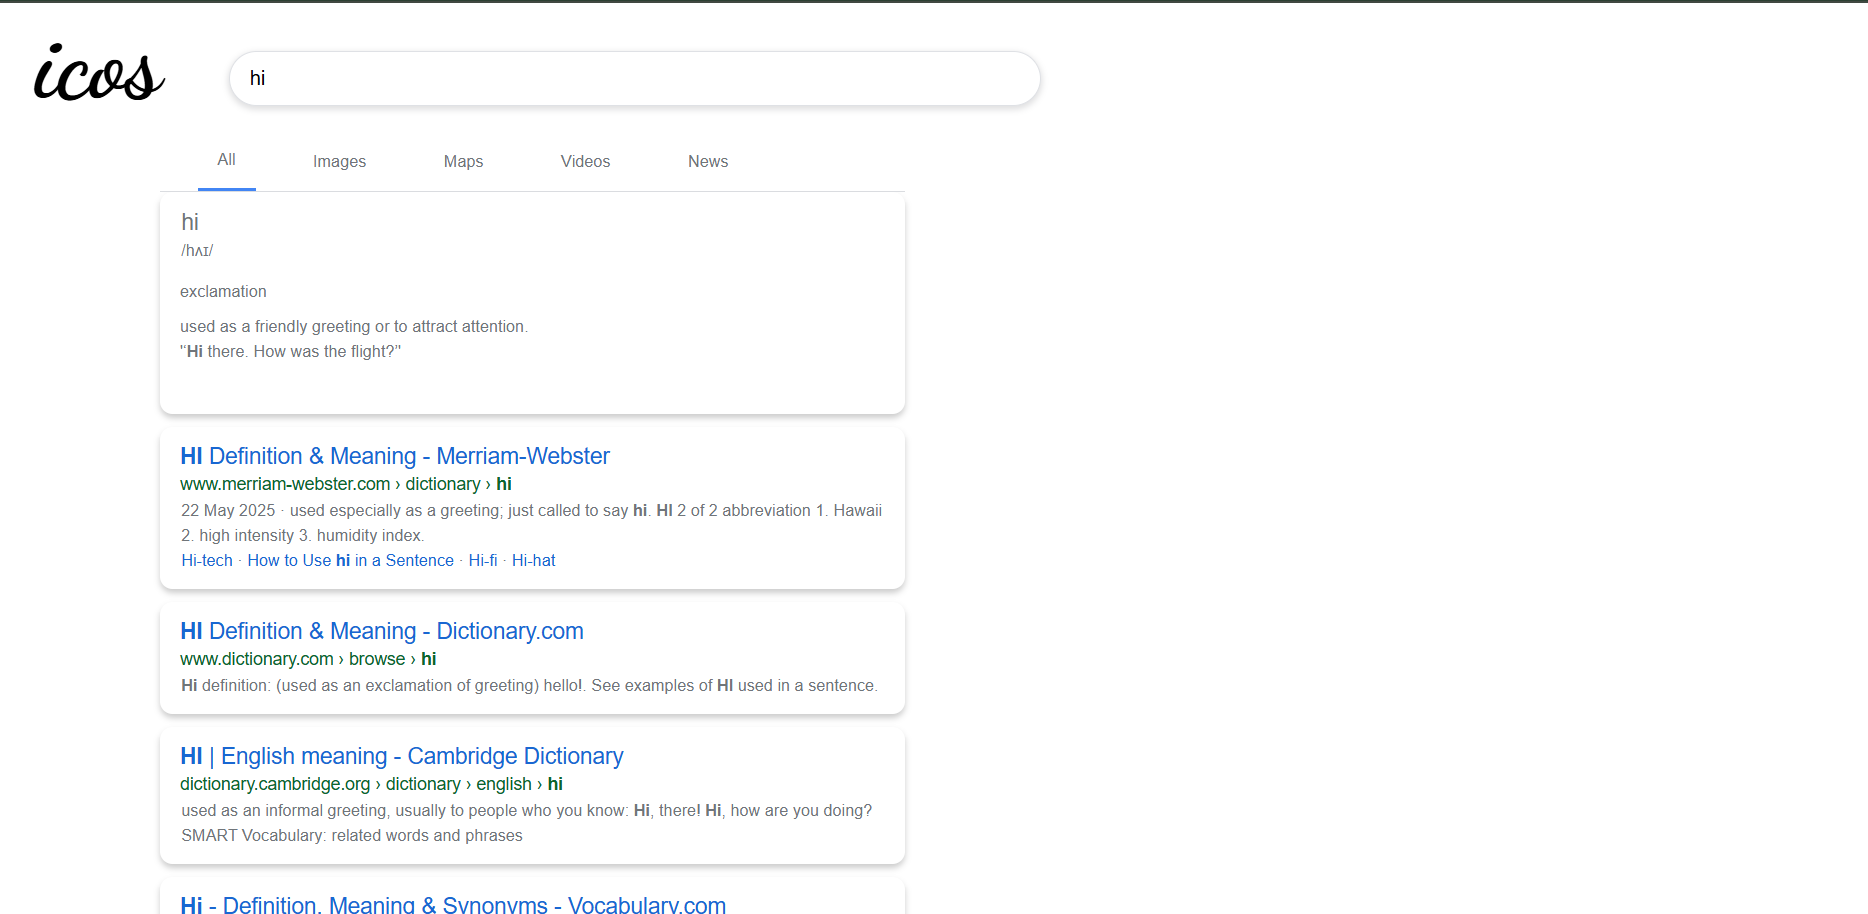 icos
hi
All Images Maps Videos News
hi
/hʌɪ/
exclamation
used as a friendly greeting or to attract attention.
"Hi there. How was the flight?"
HI Definition & Meaning - Merriam-Webster
www.merriam-webster.com › dictionary › hi
22 May 2025 · used especially as a greeting; just called to say hi. HI 2 of 2 abbreviation 1. Hawaii
2. high intensity 3. humidity index.
Hi-tech · How to Use hi in a Sentence · Hi-fi · Hi-hat
HI Definition & Meaning - Dictionary.com
www.dictionary.com › browse › hi
Hi definition: (used as an exclamation of greeting) hello!. See examples of HI used in a sentence.
HI | English meaning - Cambridge Dictionary
dictionary.cambridge.org › dictionary › english › hi
used as an informal greeting, usually to people who you know: Hi, there! Hi, how are you doing?
SMART Vocabulary: related words and phrases
Hi - Definition, Meaning & Synonyms - Vocabulary.com